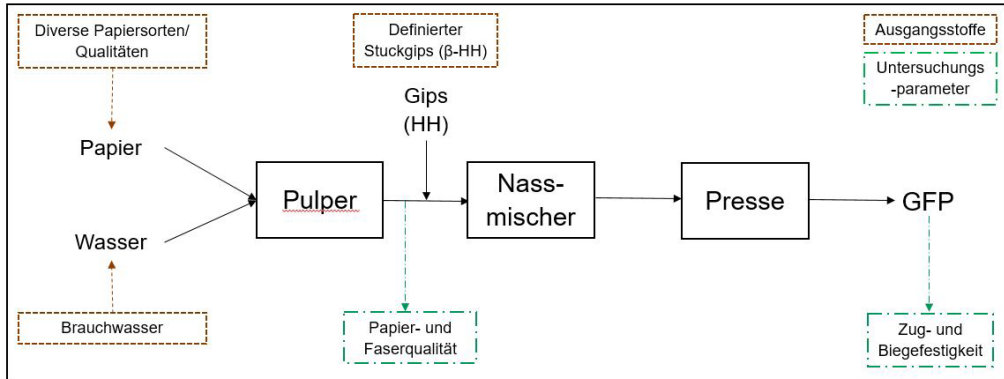 Diverse Papiersorten/
Qualitäten
Definierter
Stuckgips (β-HH)
Ausgangsstoffe
Untersuchungs
-parameter
Gips
(HH)
Papier
Wasser
Pulper
Nass-
mischer
Presse
GFP
Brauchwasser
Papier- und
Faserqualität
Zug- und
Biegefestigkeit